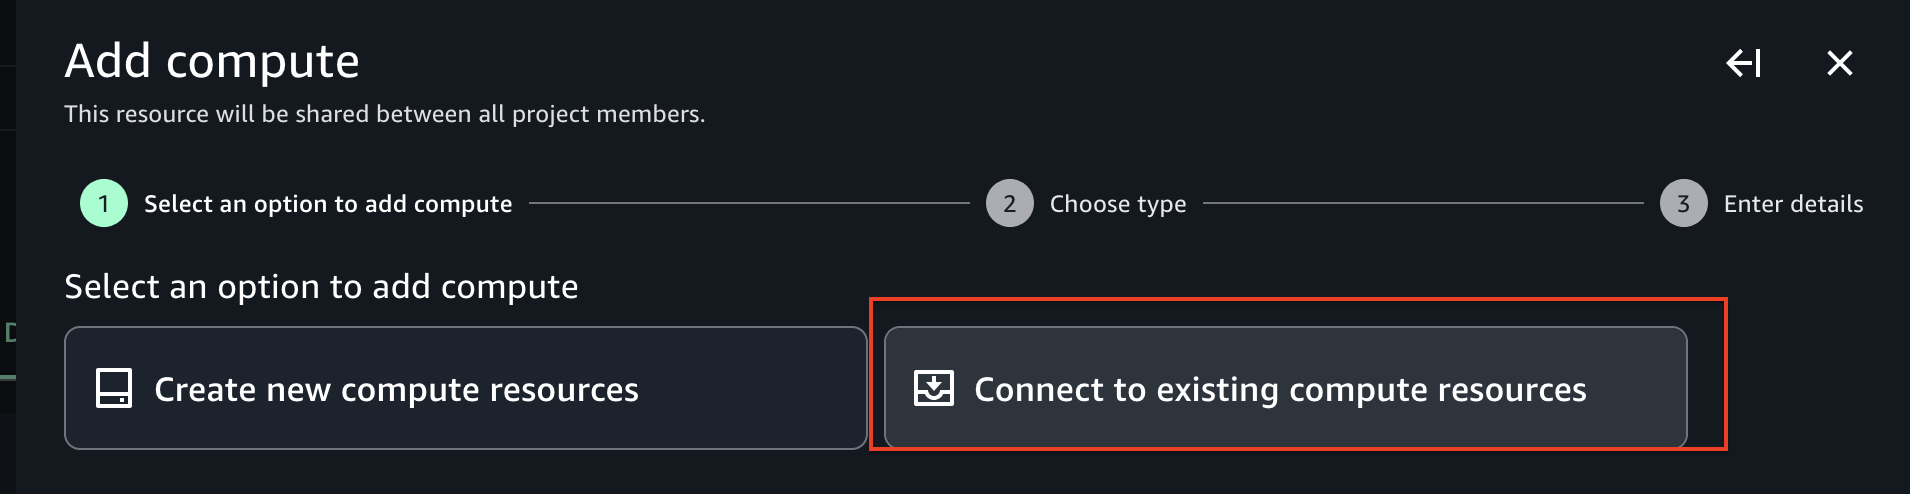 Add compute
This resource will be shared between all project members.
1 Select an option to add compute 2 Choose type 3 Enter details
Select an option to add compute
Create new compute resources Connect to existing compute resources
D